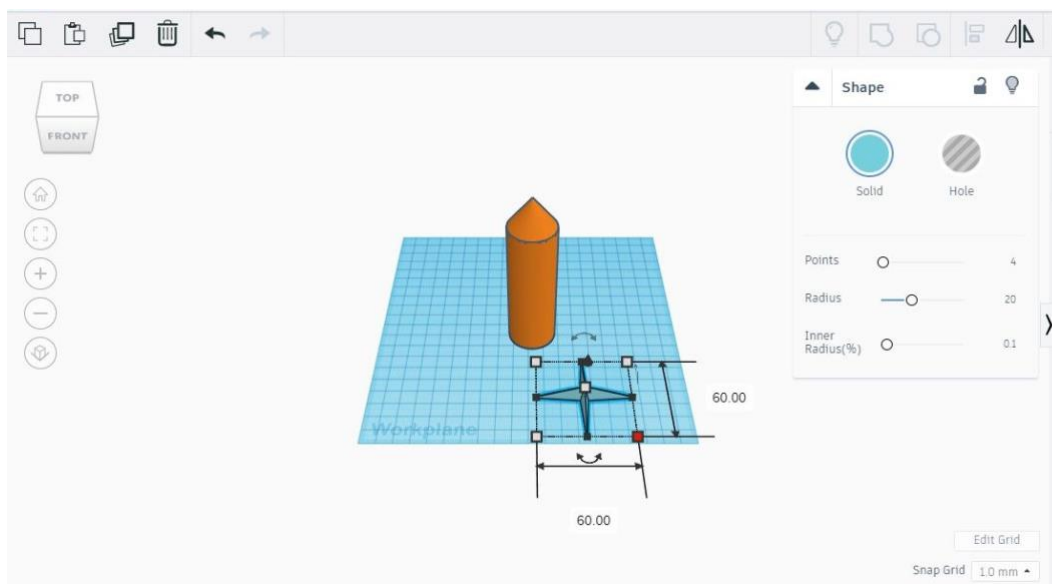 Shape
TOP
FRONT
Solid
Hole
Points
4
Radius
20
Inner
Radius(%)
0.1
60.00
Workplane
60.00
Edit Grid
Snap Grid 1.0 mm